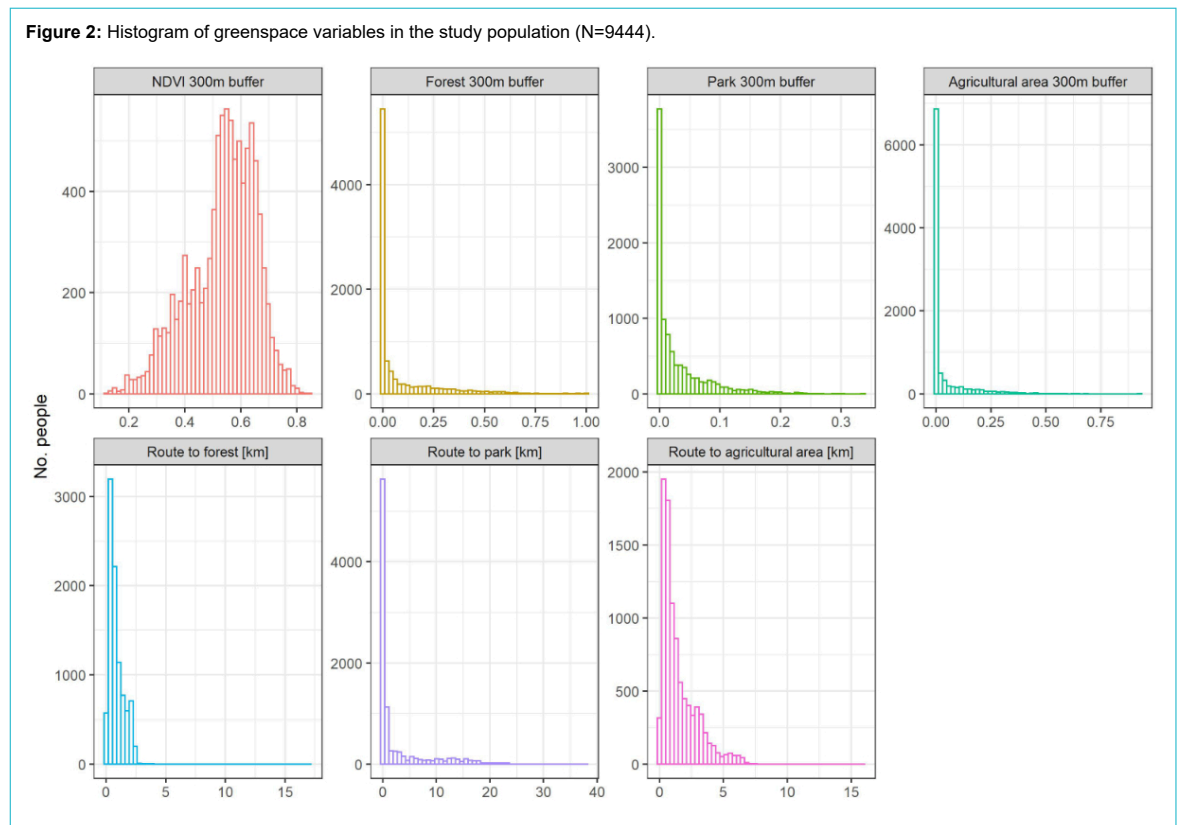 Figure 2: Histogram of greenspace variables in the study population (N=9444).
NDVI 300m buffer
Forest 300m buffer
Park 300m buffer
Agricultural area 300m buffer
No. people
400
200
0
0.2 0.4 0.6 0.8
4000
2000
0
0.00 0.25 0.50 0.75 1.00
3000
2000
1000
0
0.0 0.1 0.2 0.3
6000
4000
2000
0
0.00 0.25 0.50 0.75
Route to forest [km]
Route to park [km]
Route to agricultural area [km]
3000
2000
1000
0
0 5 10 15
4000
2000
0
0 10 20 30 40
2000
1500
1000
500
0
0 5 10 15